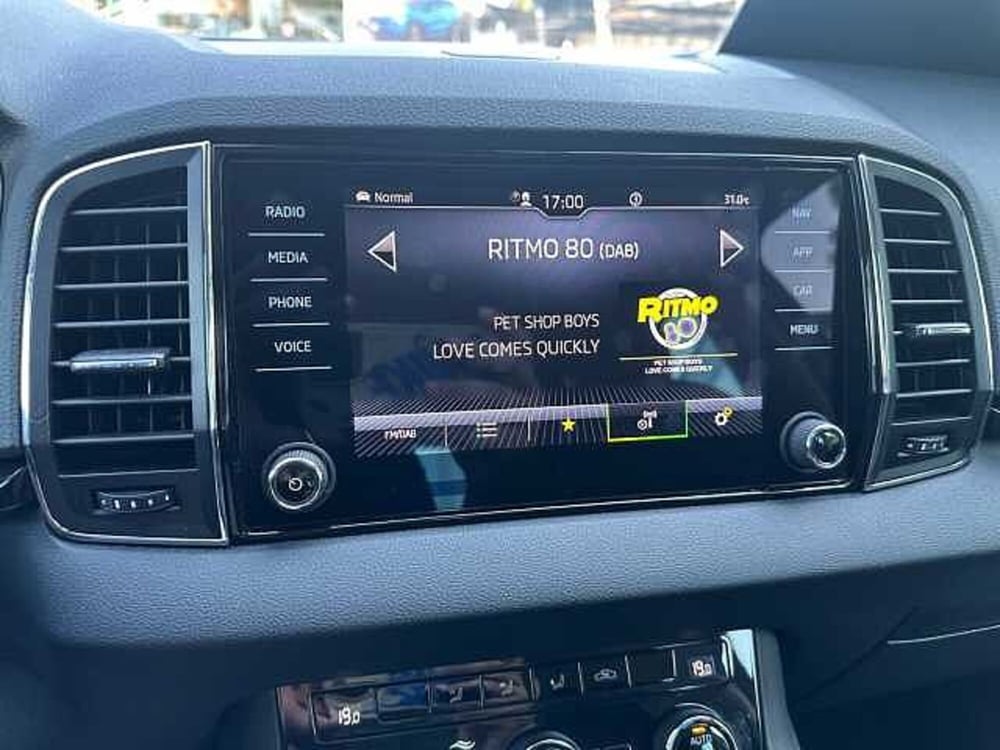 Normal
17:00
31.0°C
RADIO
MEDIA
PHONE
VOICE
RITMO 80 (DAB)
PET SHOP BOYS
LOVE COMES QUICKLY
RITMO
80
PET SHOP BOYS
LOVE COMES QUICKLY
NAV
APP
CAR
MENU
FM/DAB
19.0
19.0
AUTO